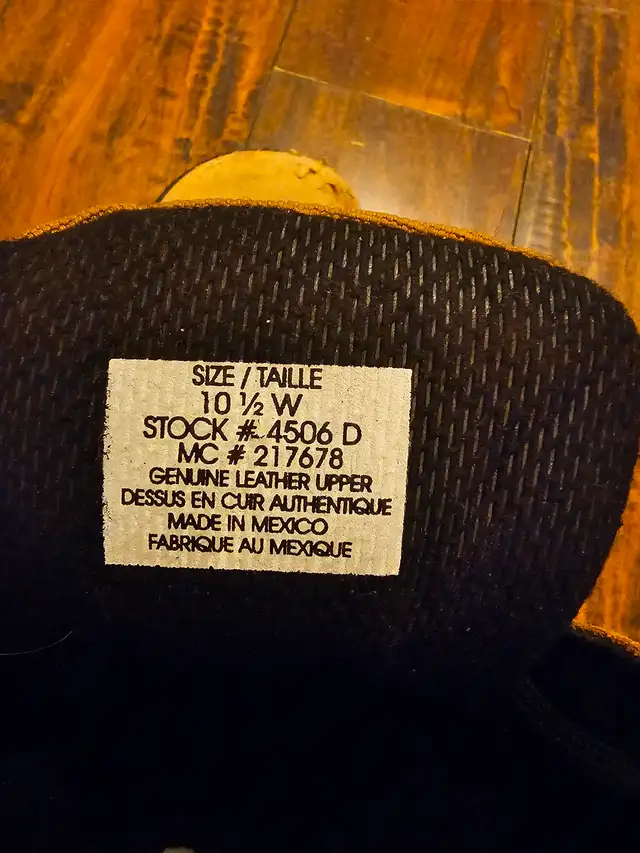 SIZE / TAILLE
10 ½ W
STOCK # 4506 D
MC # 217678
GENUINE LEATHER UPPER
DESSUS EN CUIR AUTHENTIQUE
MADE IN MEXICO
FABRIQUE AU MEXIQUE